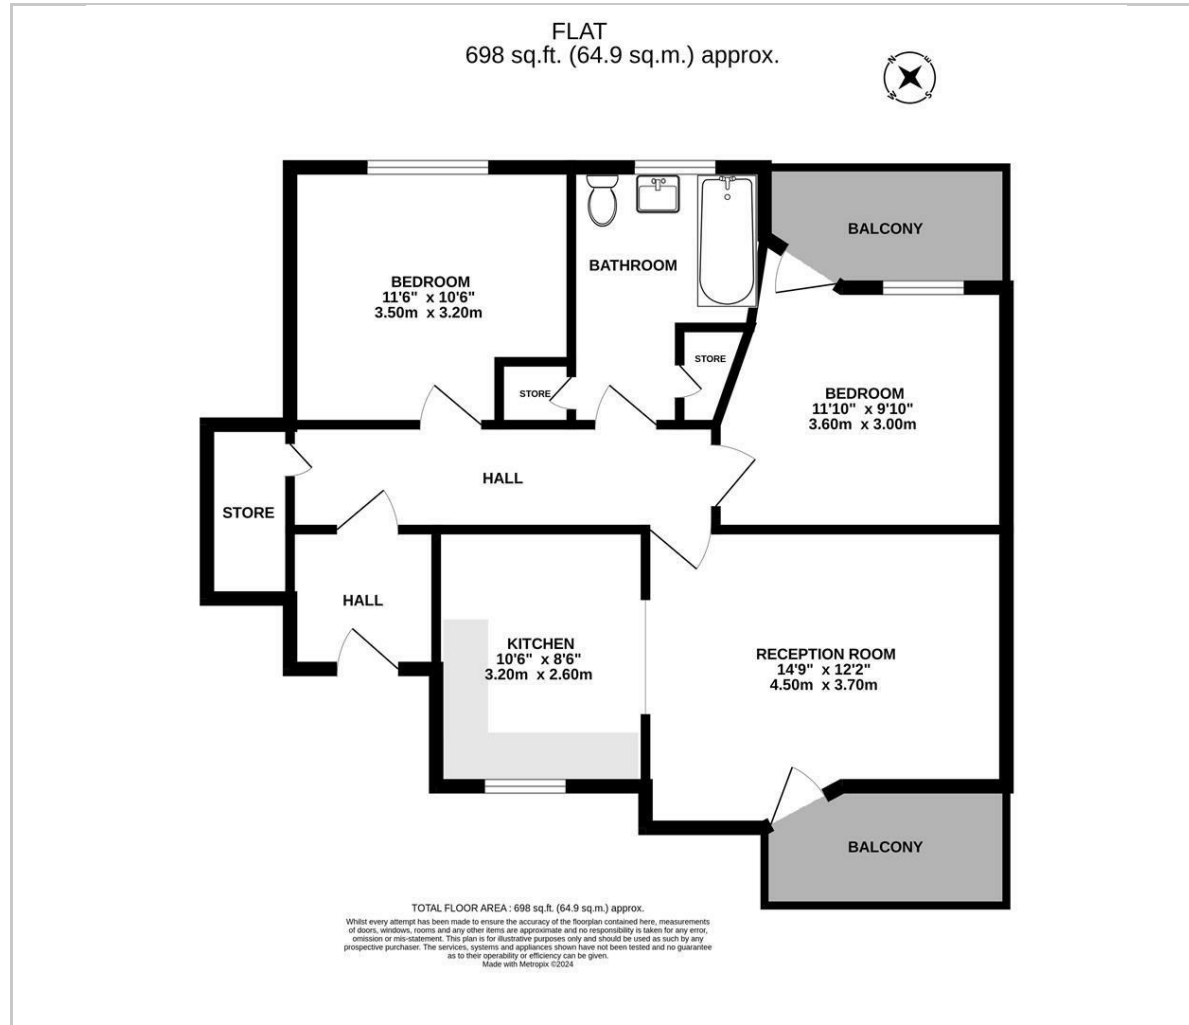 FLAT
698 sq.ft. (64.9 sq.m.) approx.
N
E
W
S
BALCONY
BATHROOM
BEDROOM
11'6" x 10'6"
3.50m x 3.20m
STORE
STORE
BEDROOM
11'10" x 9'10"
3.60m x 3.00m
HALL
STORE
HALL
KITCHEN
10'6" x 8'6"
3.20m x 2.60m
RECEPTION ROOM
14'9" x 12'2"
4.50m x 3.70m
BALCONY
TOTAL FLOOR AREA : 698 sq.ft. (64.9 sq.m.) approx.
Whilst every attempt has been made to ensure the accuracy of the floorplan contained here, measurements
of doors, windows, rooms and any other items are approximate and no responsibility is taken for any error,
omission or mis-statement. This plan is for illustrative purposes only and should be used as such by any
prospective purchaser. The services, systems and appliances shown have not been tested and no guarantee
as to their operability or efficiency can be given.
Made with Metropix ©2024